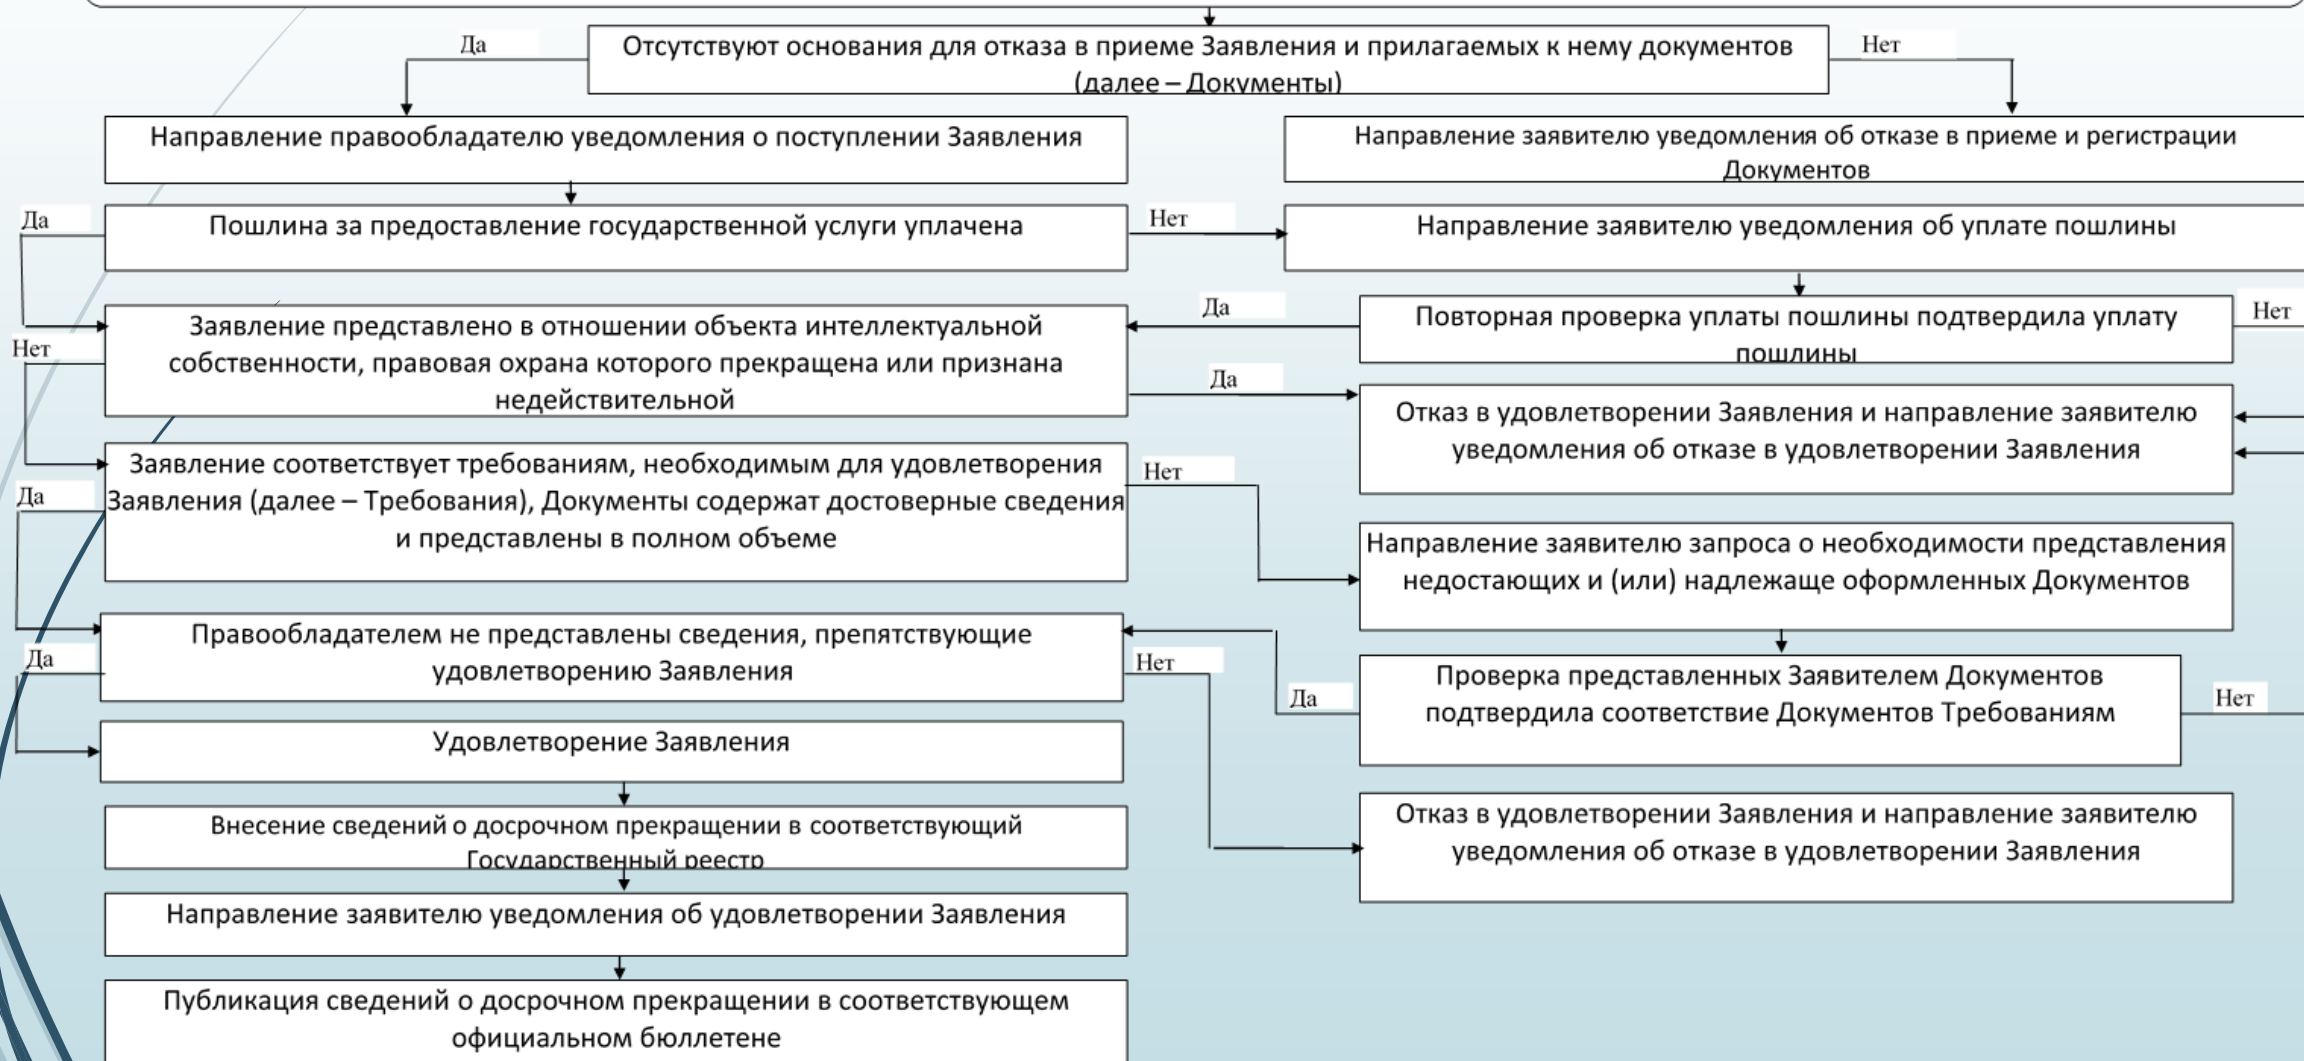 Да
Отсутствуют основания для отказа в приеме Заявления и прилагаемых к нему документов
(далее – Документы)
Нет
Направление правообладателю уведомления о поступлении Заявления
Направление заявителю уведомления об отказе в приеме и регистрации
Документов
Да
Пошлина за предоставление государственной услуги уплачена
Нет
Направление заявителю уведомления об уплате пошлины
Заявление представлено в отношении объекта интеллектуальной
собственности, правовая охрана которого прекращена или признана
недействительной
Да
Повторная проверка уплаты пошлины подтвердила уплату
пошлины
Нет
Нет
Да
Отказ в удовлетворении Заявления и направление заявителю
уведомления об отказе в удовлетворении Заявления
Заявление соответствует требованиям, необходимым для удовлетворения
Заявления (далее – Требования), Документы содержат достоверные сведения
и представлены в полном объеме
Нет
Да
Направление заявителю запроса о необходимости представления
недостающих и (или) надлежаще оформленных Документов
Правообладателем не представлены сведения, препятствующие
удовлетворению Заявления
Да
Нет
Да
Проверка представленных Заявителем Документов
подтвердила соответствие Документов Требованиям
Нет
Удовлетворение Заявления
Внесение сведений о досрочном прекращении в соответствующий
Государственный реестр
Отказ в удовлетворении Заявления и направление заявителю
уведомления об отказе в удовлетворении Заявления
Направление заявителю уведомления об удовлетворении Заявления
Публикация сведений о досрочном прекращении в соответствующем
официальном бюллетене